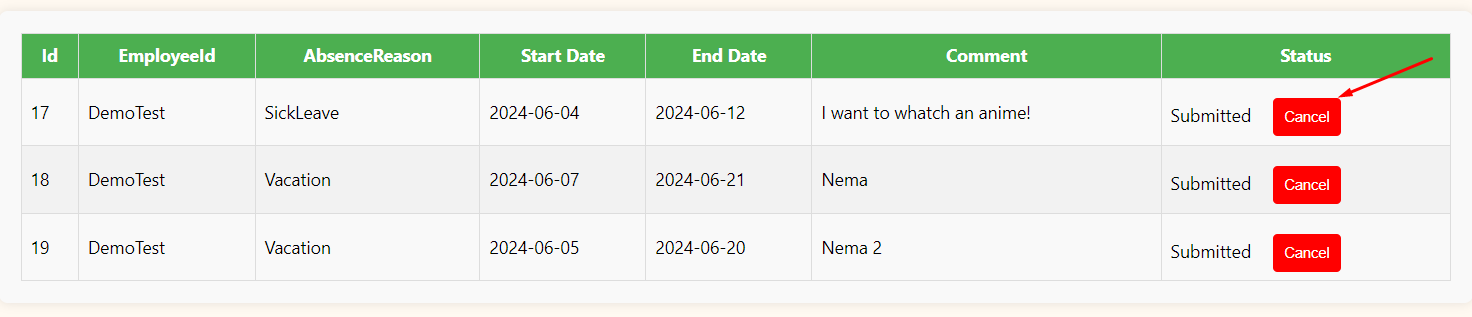 Id EmployeeId AbsenceReason Start Date End Date Comment Status
17 DemoTest SickLeave 2024-06-04 2024-06-12 I want to whatch an anime! Submitted Cancel
18 DemoTest Vacation 2024-06-07 2024-06-21 Nema Submitted Cancel
19 DemoTest Vacation 2024-06-05 2024-06-20 Nema 2 Submitted Cancel